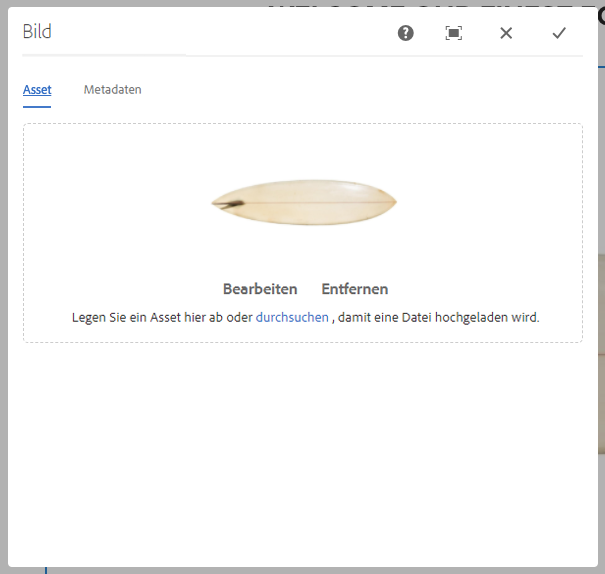 Bild
Asset Metadaten
Bearbeiten Entfernen
Legen Sie ein Asset hier ab oder durchsuchen , damit eine Datei hochgeladen wird.